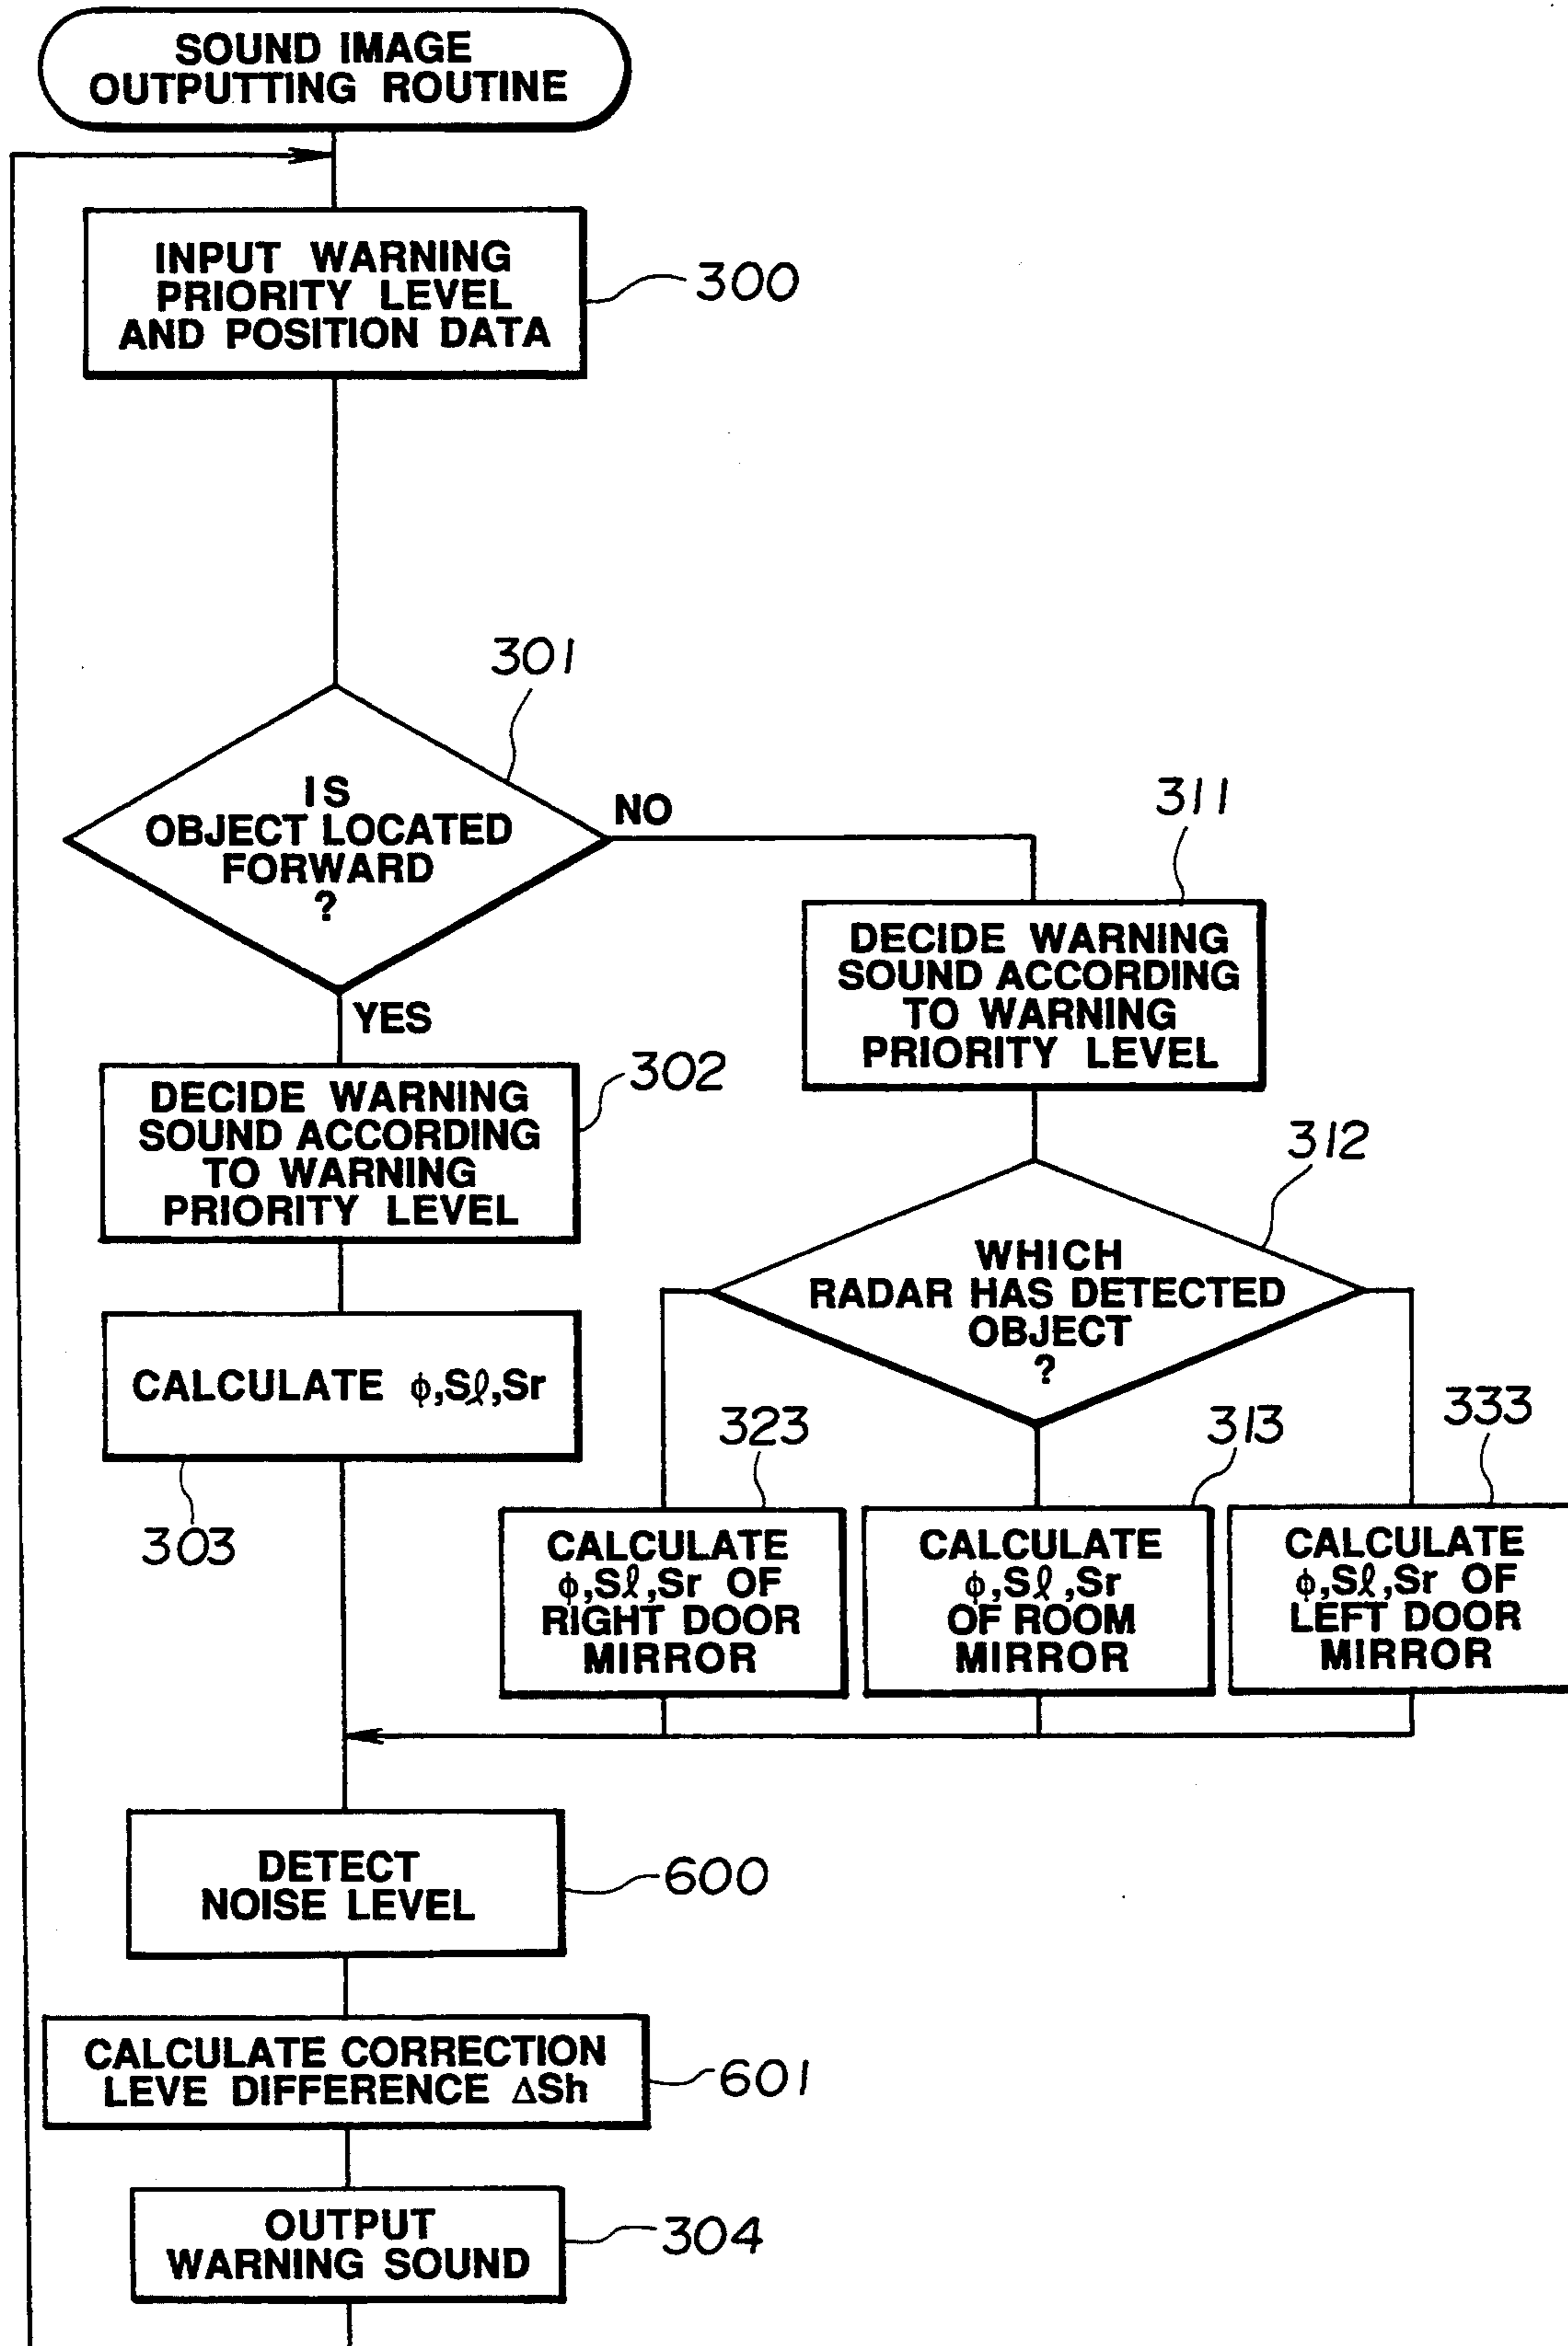 SOUND IMAGE
OUTPUTTING ROUTINE
INPUT WARNING
PRIORITY LEVEL
AND POSITION DATA
300
301
IS
OBJECT LOCATED
FORWARD
?
NO
YES
311
DECIDE WARNING
SOUND ACCORDING
TO WARNING
PRIORITY LEVEL
302
DECIDE WARNING
SOUND ACCORDING
TO WARNING
PRIORITY LEVEL
312
WHICH
RADAR HAS DETECTED
OBJECT
?
CALCULATE ϕ,Sℓ,Sr
303
323
CALCULATE
ϕ,Sℓ,Sr OF
RIGHT DOOR
MIRROR
313
CALCULATE
ϕ,Sℓ,Sr
OF ROOM
MIRROR
333
CALCULATE
ϕ,Sℓ,Sr OF
LEFT DOOR
MIRROR
DETECT
NOISE LEVEL
600
CALCULATE CORRECTION
LEVE DIFFERENCE ΔSh
601
OUTPUT
WARNING SOUND
304